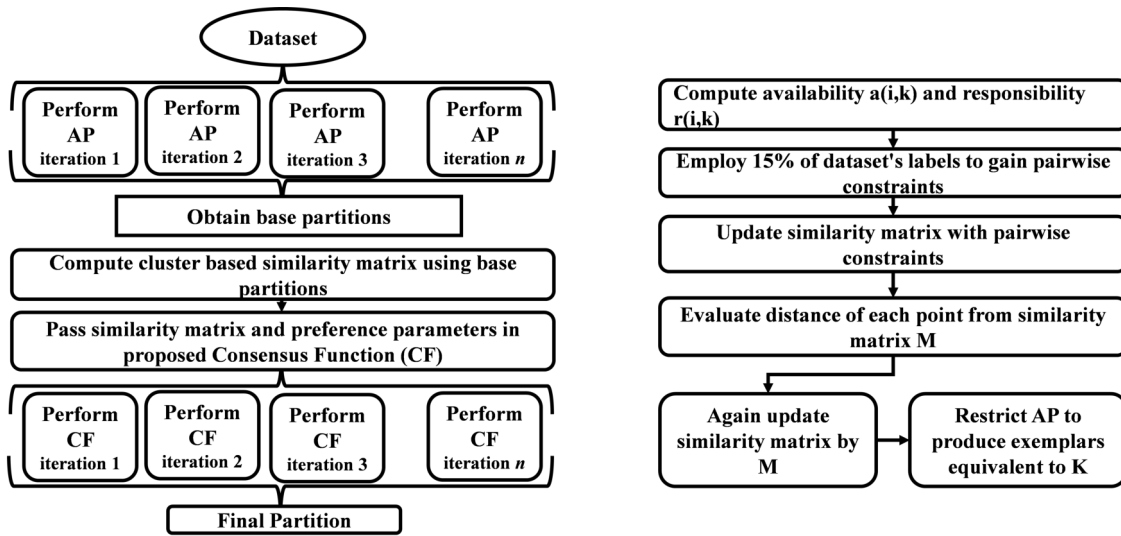 Dataset
Perform
AP
iteration 1
Perform
AP
iteration 2
Perform
AP
iteration 3
Perform
AP
iteration n
Obtain base partitions
Compute cluster based similarity matrix using base
partitions
Pass similarity matrix and preference parameters in
proposed Consensus Function (CF)
Perform
CF
iteration 1
Perform
CF
iteration 2
Perform
CF
iteration 3
Perform
CF
iteration n
Final Partition
Compute availability a(i,k) and responsibility
r(i,k)
Employ 15% of dataset's labels to gain pairwise
constraints
Update similarity matrix with pairwise
constraints
Evaluate distance of each point from similarity
matrix M
Again update
similarity matrix by
M
Restrict AP to
produce exemplars
equivalent to K